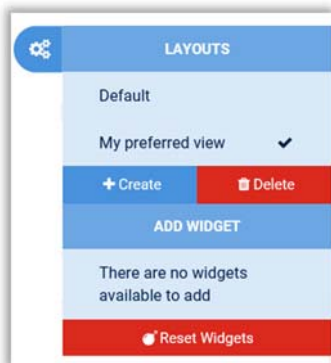 LAYOUTS
Default
My preferred view
Create
Delete
ADD WIDGET
There are no widgets
available to add
Reset Widgets